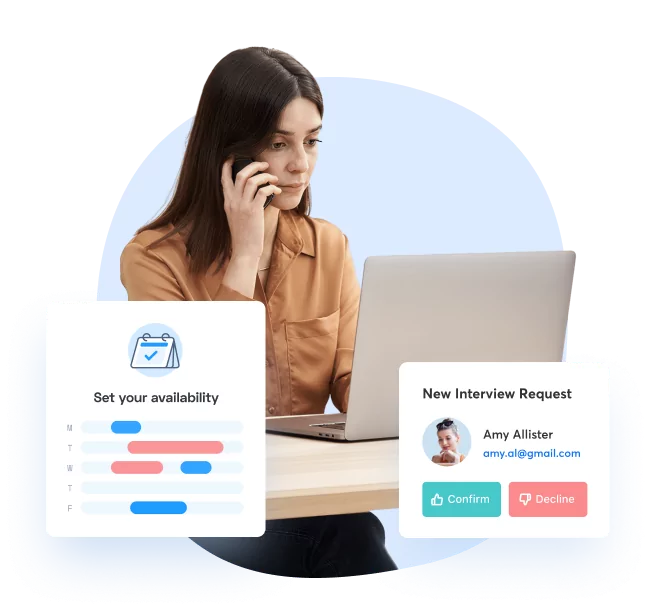 Set your availability
M
T
W
T
F
New Interview Request
Amy Allister
amy.al@gmail.com
Confirm
Decline